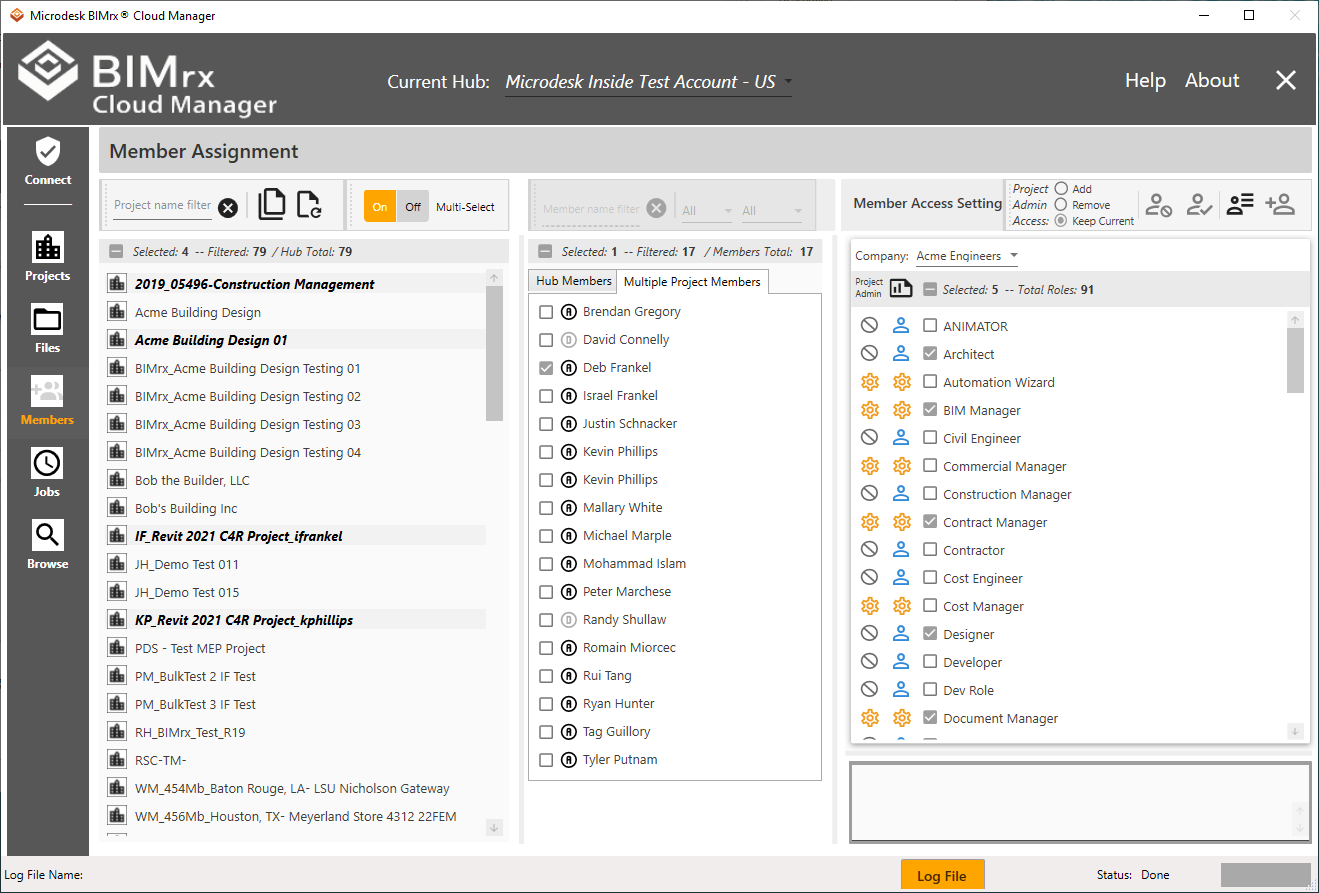 Microdesk BIMrx® Cloud Manager
BIMrx
Cloud Manager
Current Hub: Microdesk Inside Test Account - US
Help About
Connect
Projects
Files
Members
Jobs
Browse
Member Assignment
Project name filter
On Off Multi-Select
Selected: 4 -- Filtered: 79 / Hub Total: 79
2019_05496-Construction Management
Acme Building Design
Acme Building Design 01
BIMrx_Acme Building Design Testing 01
BIMrx_Acme Building Design Testing 02
BIMrx_Acme Building Design Testing 03
BIMrx_Acme Building Design Testing 04
Bob the Builder, LLC
Bob's Building Inc
IF_Revit 2021 C4R Project_ifrankel
JH_Demo Test 011
JH_Demo Test 015
KP_Revit 2021 C4R Project_kphillips
PDS - Test MEP Project
PM_BulkTest 2 IF Test
PM_BulkTest 3 IF Test
RH_BIMrx_Test_R19
RSC-TM-
WM_454Mb_Baton Rouge, LA- LSU Nicholson Gateway
WM_456Mb_Houston, TX- Meyerland Store 4312 22FEM
Member name filter All All
Selected: 1 -- Filtered: 17 / Members Total: 17
Hub Members Multiple Project Members
A Brendan Gregory
D David Connelly
A Deb Frankel
A Israel Frankel
A Justin Schnacker
A Kevin Phillips
A Kevin Phillips
A Mallary White
A Michael Marple
A Mohammad Islam
A Peter Marchese
D Randy Shullaw
A Romain Miorcec
A Rui Tang
A Ryan Hunter
A Tag Guillory
A Tyler Putnam
Member Access Setting
Project Add
Admin Remove
Access: Keep Current
Company: Acme Engineers
Project
Admin
Selected: 5 -- Total Roles: 91
ANIMATOR
Architect
Automation Wizard
BIM Manager
Civil Engineer
Commercial Manager
Construction Manager
Contract Manager
Contractor
Cost Engineer
Cost Manager
Designer
Developer
Dev Role
Document Manager
Log File Name:
Log File
Status: Done